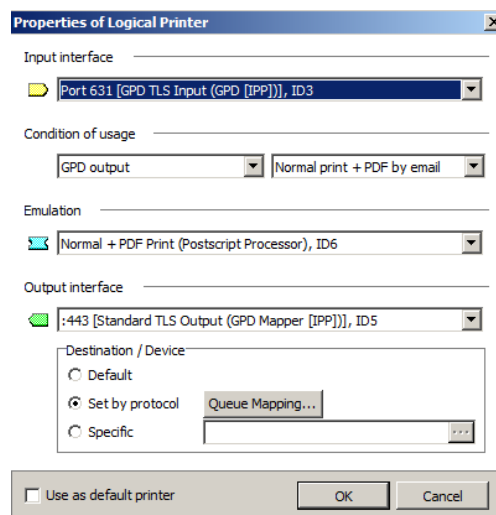 Properties of Logical Printer
Input interface
Port 631 [GPD TLS Input (GPD [IPP])], ID3
Condition of usage
GPD output Normal print + PDF by email
Emulation
Normal + PDF Print (Postscript Processor), ID6
Output interface
:443 [Standard TLS Output (GPD Mapper [IPP])], ID5
Destination / Device
Default
Set by protocol Queue Mapping...
Specific ...
Use as default printer OK Cancel